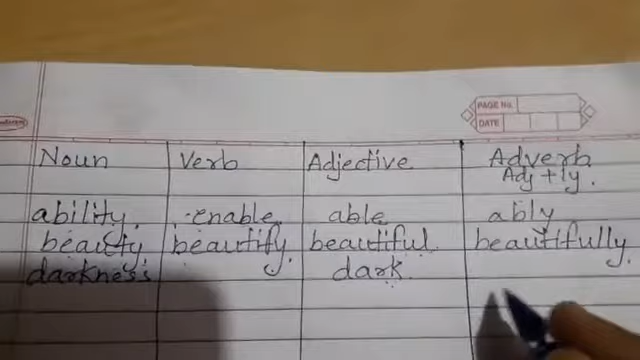 PAGE No.
DATE
Noun Verb Adjective Adverb
Adj + ly.
ability. enable. able. ably
beauty beautify. beautiful. beautifully.
darkness dark.